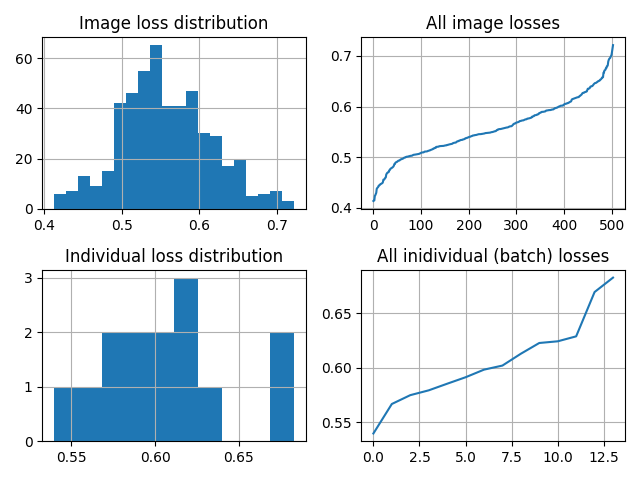 Image loss distribution
All image losses
60
40
20
0
0.4 0.5 0.6 0.7
0.7
0.6
0.5
0.4
0 100 200 300 400 500
Individual loss distribution
All inidividual (batch) losses
3
2
1
0
0.55 0.60 0.65
0.65
0.60
0.55
0.0 2.5 5.0 7.5 10.0 12.5